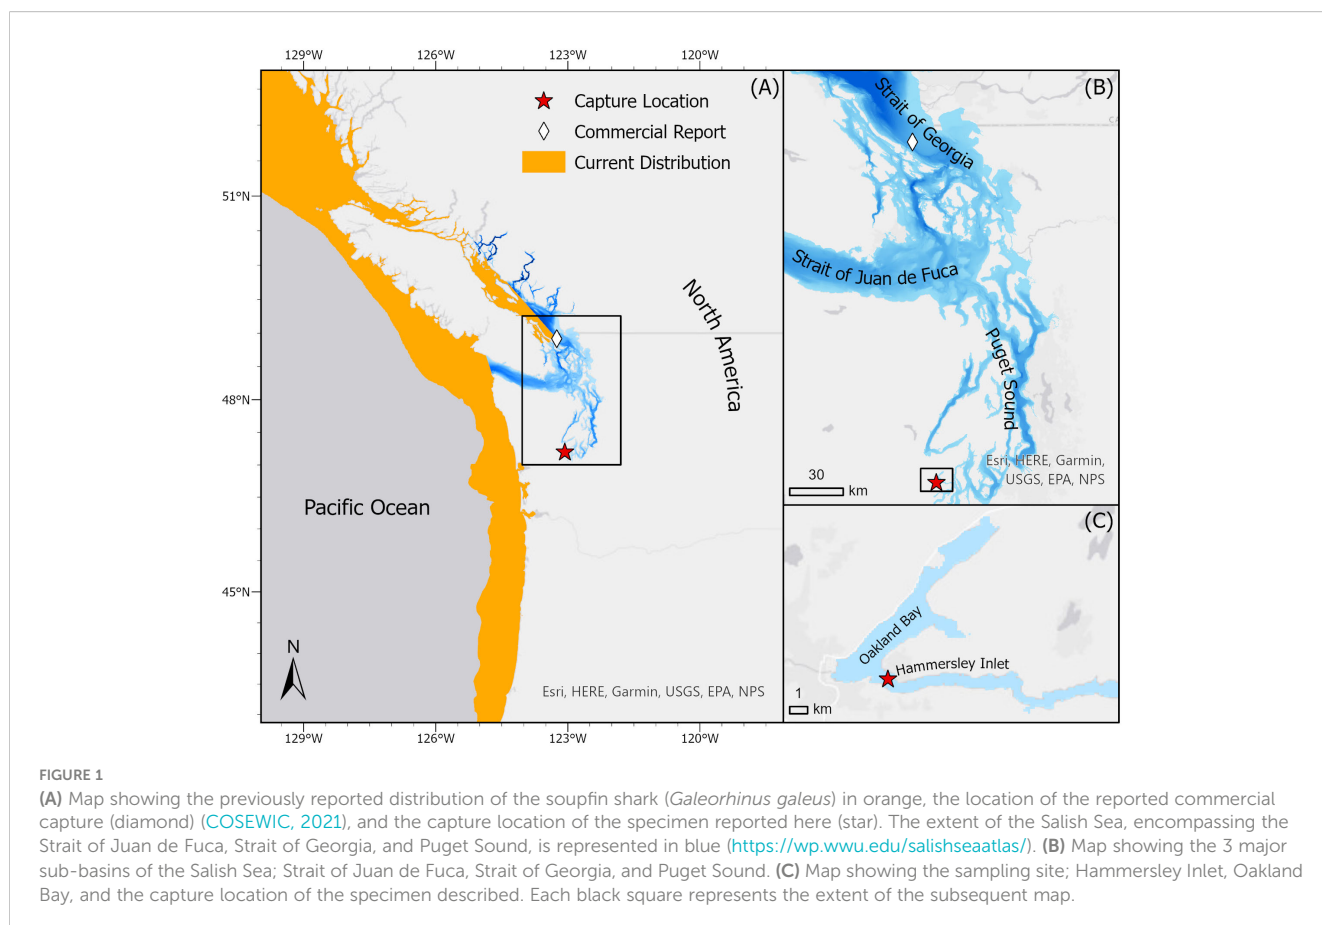 129°W 126°W 123°W 120°W
(A)
Capture Location
Commercial Report
Current Distribution
51°N
48°N
45°N
North America
Pacific Ocean
N
Esri, HERE, Garmin, USGS, EPA, NPS
129°W 126°W 123°W 120°W
(B)
Strait of Georgia
Strait of Juan de Fuca
Puget Sound
Esri, HERE, Garmin,
USGS, EPA, NPS
30
km
(C)
Oakland Bay
Hammersley Inlet
1
km
FIGURE 1
(A) Map showing the previously reported distribution of the soupfin shark (Galeorhinus galeus) in orange, the location of the reported commercial
capture (diamond) (COSEWIC, 2021), and the capture location of the specimen reported here (star). The extent of the Salish Sea, encompassing the
Strait of Juan de Fuca, Strait of Georgia, and Puget Sound, is represented in blue (https://wp.wwu.edu/salishseaatlas/). (B) Map showing the 3 major
sub-basins of the Salish Sea; Strait of Juan de Fuca, Strait of Georgia, and Puget Sound. (C) Map showing the sampling site; Hammersley Inlet, Oakland
Bay, and the capture location of the specimen described. Each black square represents the extent of the subsequent map.